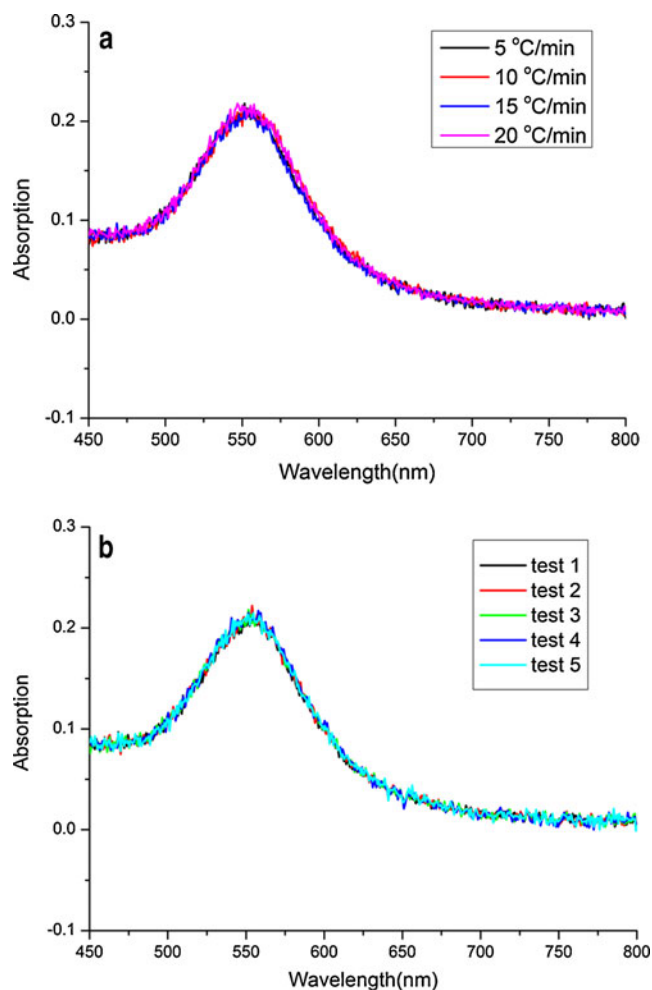 a
5 °C/min
10 °C/min
15 °C/min
20 °C/min
0.3
0.2
0.1
0.0
-0.1
Absorption
450 500 550 600 650 700 750 800
Wavelength(nm)
b
test 1
test 2
test 3
test 4
test 5
0.3
0.2
0.1
0.0
-0.1
Absorption
450 500 550 600 650 700 750 800
Wavelength(nm)